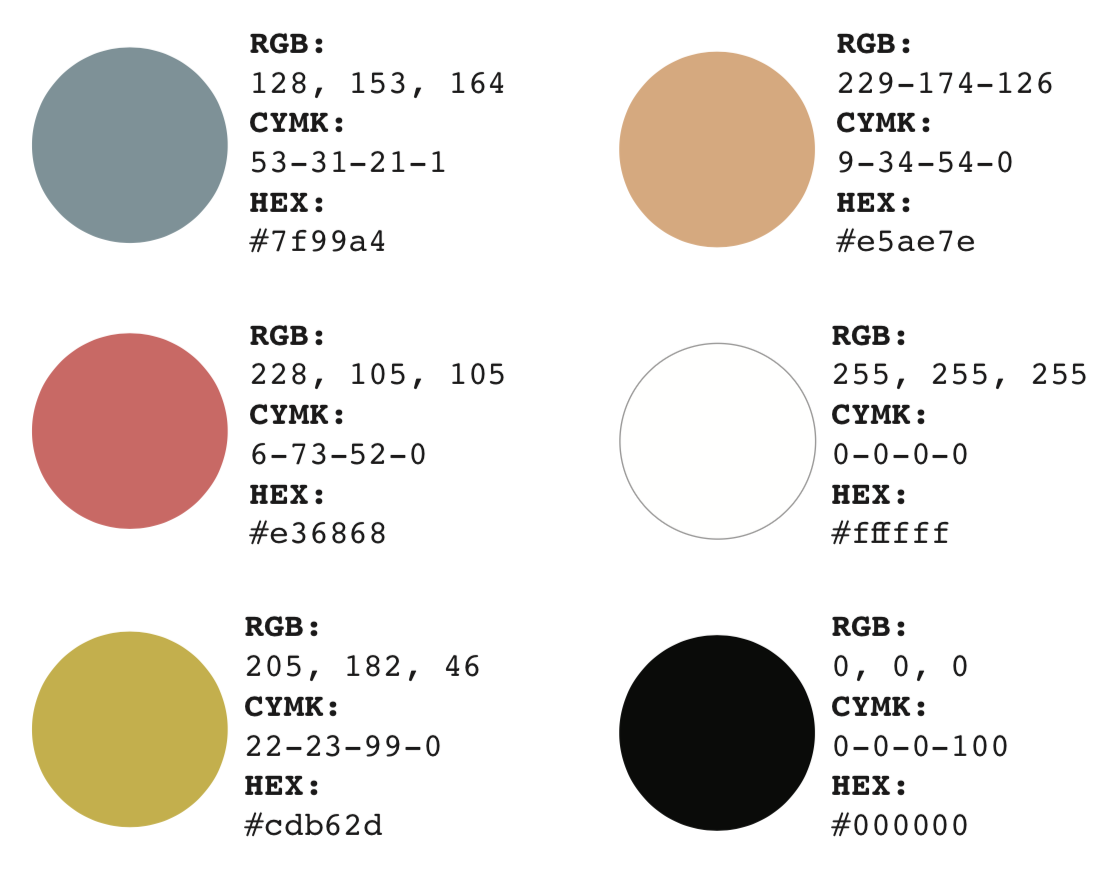 RGB:
128, 153, 164
CYMK:
53-31-21-1
HEX:
#7f99a4
RGB:
229-174-126
CYMK:
9-34-54-0
HEX:
#e5ae7e
RGB:
228, 105, 105
CYMK:
6-73-52-0
HEX:
#e36868
RGB:
255, 255, 255
CYMK:
0-0-0-0
HEX:
#ffffff
RGB:
205, 182, 46
CYMK:
22-23-99-0
HEX:
#cdb62d
RGB:
0, 0, 0
CYMK:
0-0-0-100
HEX:
#000000